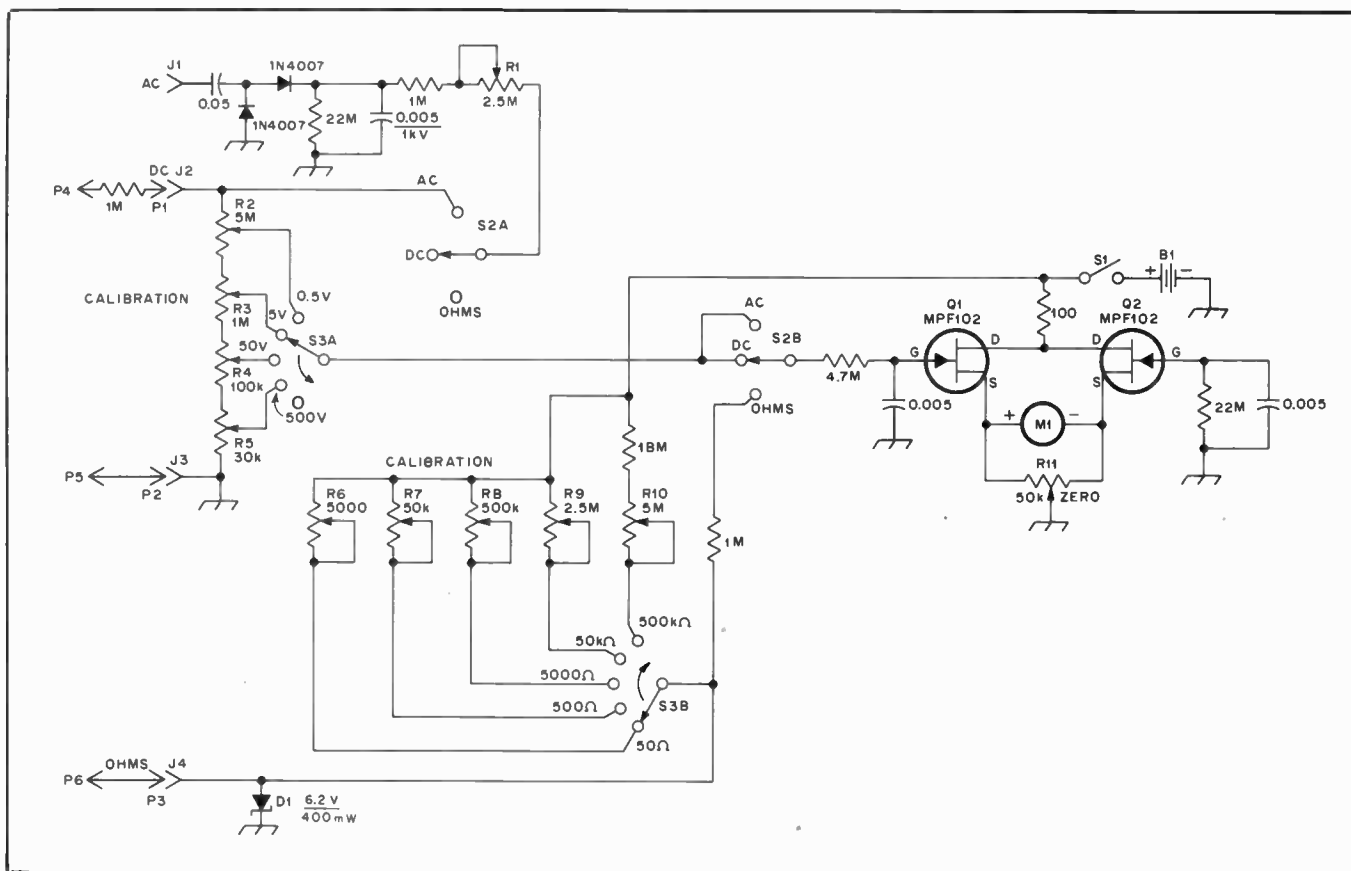 J1
AC
0.05
1N4007
1N4007
22M
0.005
1kV
1M
R1
2.5M
DC J2
P4
1M
P1
R2
5M
AC
S2A
DC
OHMS
CALIBRATION
R3
1M
0.5V
5V
50V
S3A
R4
100k
500V
R5
30k
P5
J3
P2
AC
S2B
DC
OHMS
4.7M
0.005
S1
B1
+ -
100
Q1
MPF102
Q2
MPF102
G
D
S
D
S
G
+ M1 -
22M
0.005
R11
50k ZERO
CALIBRATION
18M
R6
5000
R7
50k
R8
500k
R9
2.5M
R10
5M
1M
500kΩ
50kΩ
5000Ω
500Ω
50Ω
S3B
P6
OHMS
J4
P3
D1
6.2 V
400mW